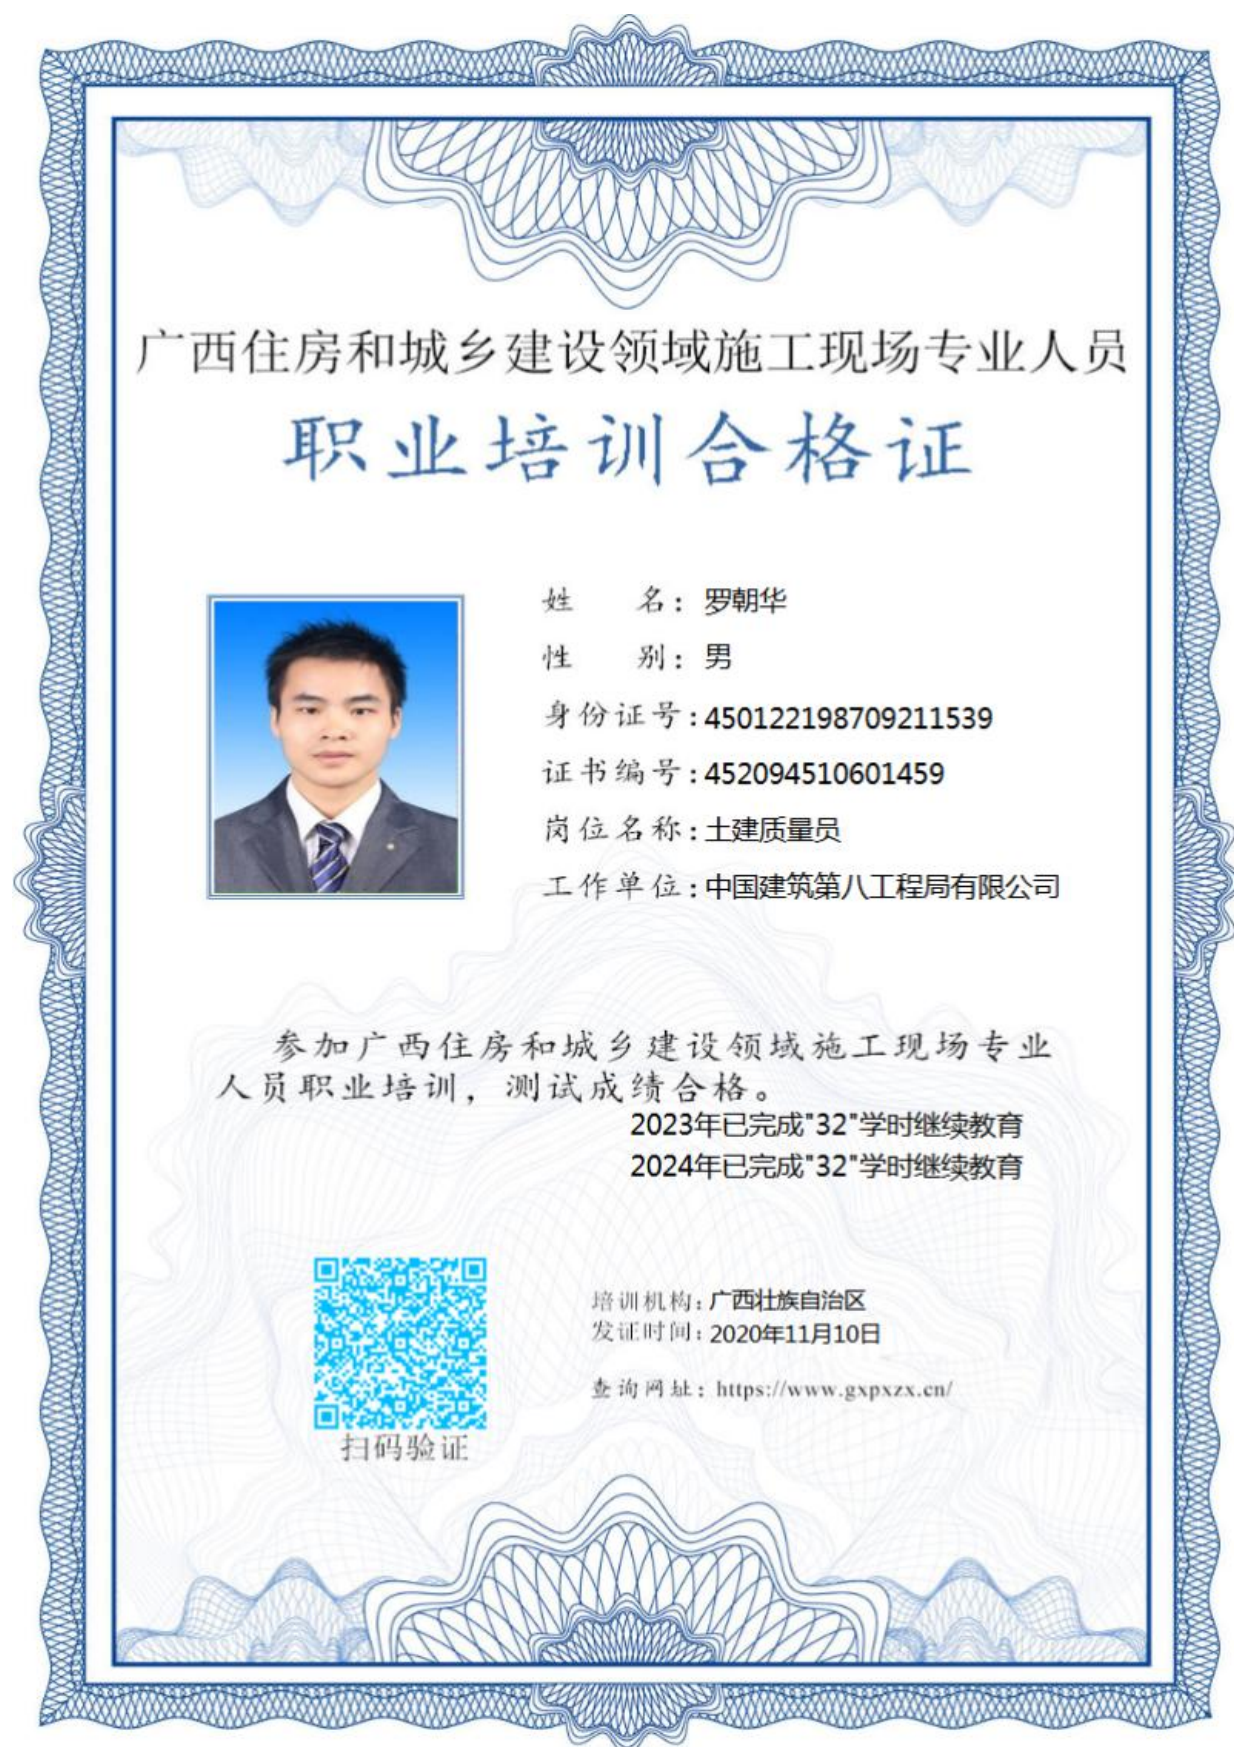 广西住房和城乡建设领域施工现场专业人员
职业培训合格证
姓 名：罗朝华
性 别：男
身份证号:450122198709211539
证书编号:452094510601459
岗位名称:土建质量员
工作单位:中国建筑第八工程局有限公司
参加广西住房和城乡建设领域施工现场专业
人员职业培训，测试成绩合格。
2023年已完成"32"学时继续教育
2024年已完成"32"学时继续教育
培训机构:广西壮族自治区
发证时间:2020年11月10日
查询网址：https://www.gxpxzx.cn/
扫码验证